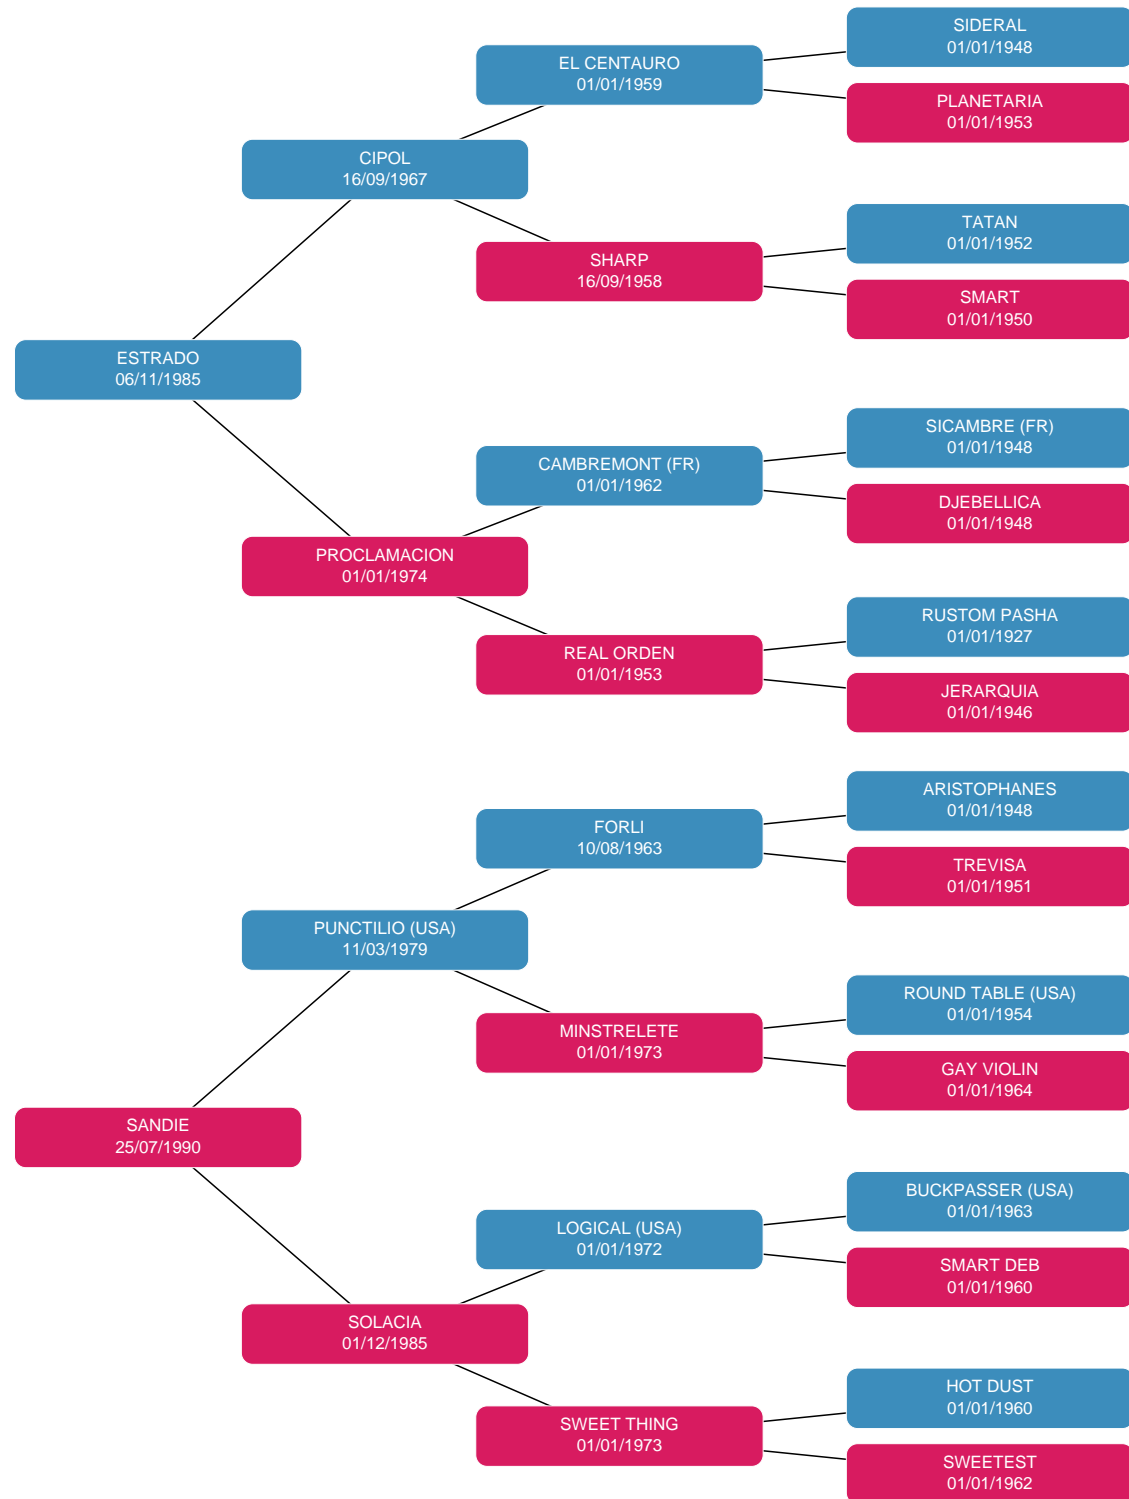 SIDERAL
01/01/1948
EL CENTAURO
01/01/1959
PLANETARIA
01/01/1953
CIPOL
16/09/1967
TATAN
01/01/1952
SHARP
16/09/1958
SMART
01/01/1950
ESTRADO
06/11/1985
SICAMBRE (FR)
01/01/1948
CAMBREMONT (FR)
01/01/1962
DJEBELLICA
01/01/1948
PROCLAMACION
01/01/1974
RUSTOM PASHA
01/01/1927
REAL ORDEN
01/01/1953
JERARQUIA
01/01/1946
ARISTOPHANES
01/01/1948
FORLI
10/08/1963
TREVISA
01/01/1951
PUNCTILIO (USA)
11/03/1979
ROUND TABLE (USA)
01/01/1954
MINSTRELETE
01/01/1973
GAY VIOLIN
01/01/1964
SANDIE
25/07/1990
BUCKPASSER (USA)
01/01/1963
LOGICAL (USA)
01/01/1972
SMART DEB
01/01/1960
SOLACIA
01/12/1985
HOT DUST
01/01/1960
SWEET THING
01/01/1973
SWEETEST
01/01/1962